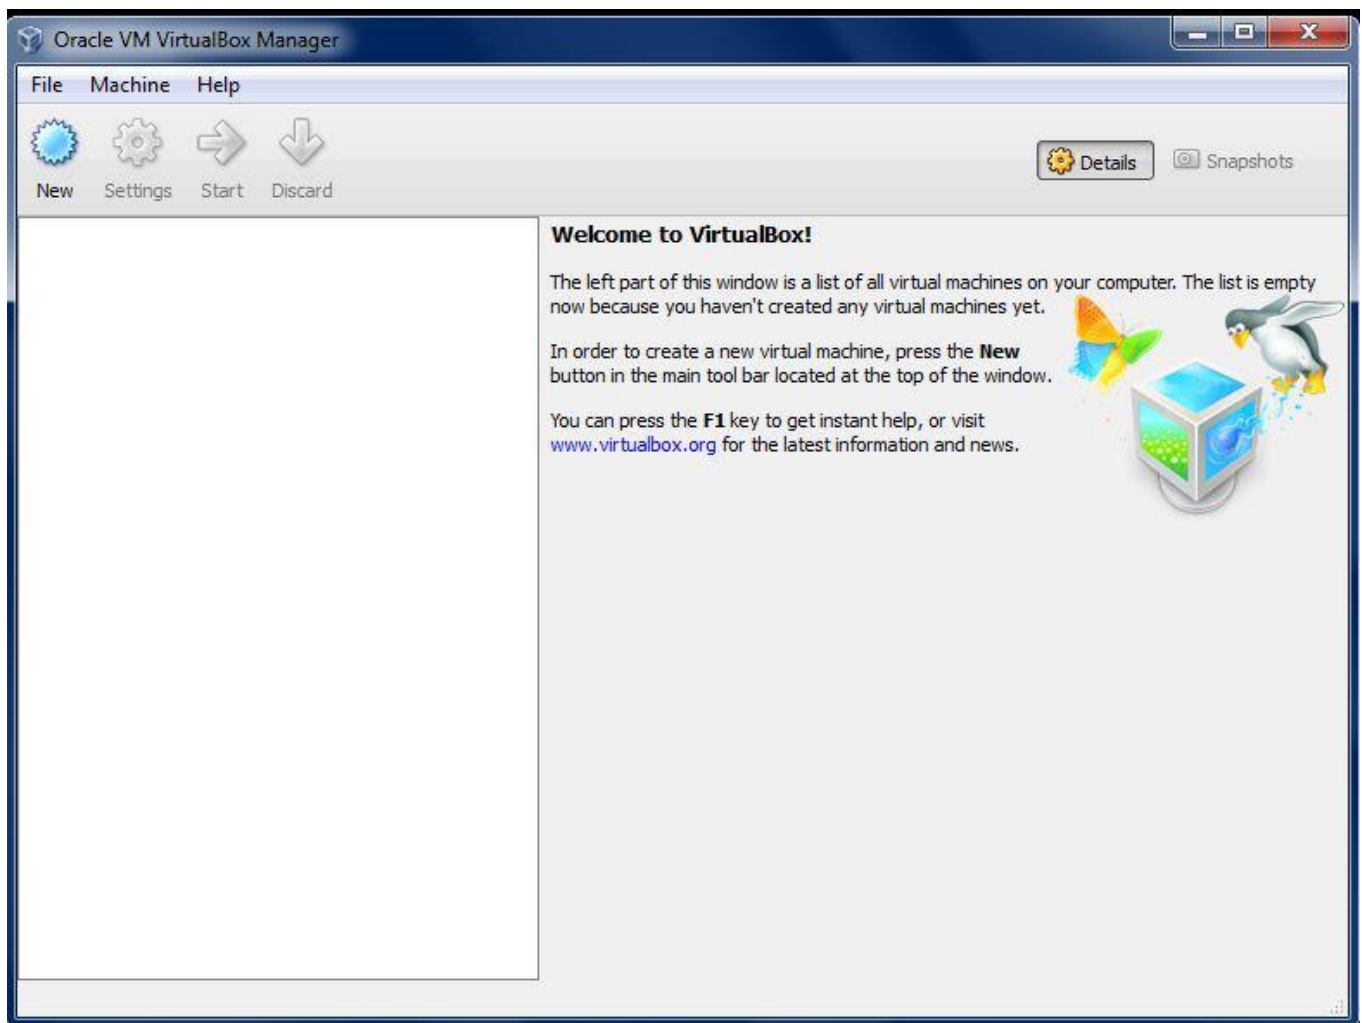 Oracle VM VirtualBox Manager
File Machine Help
New Settings Start Discard
Details Snapshots
Welcome to VirtualBox!
The left part of this window is a list of all virtual machines on your computer. The list is empty
now because you haven't created any virtual machines yet.
In order to create a new virtual machine, press the New
button in the main tool bar located at the top of the window.
You can press the F1 key to get instant help, or visit
www.virtualbox.org for the latest information and news.